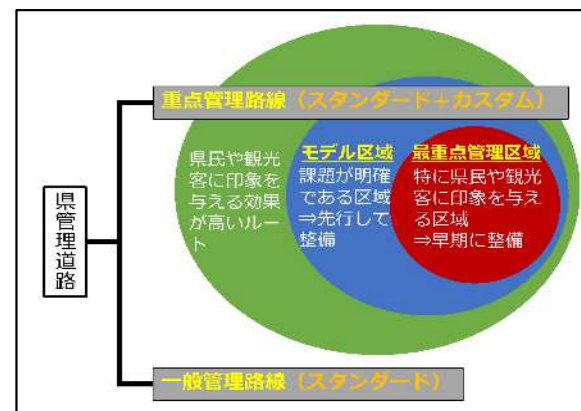 県管理道路
重点管理路線（スタンダード＋カスタム）
県民や観光
客に印象を
与える効果
が高いルー
ト
モデル区域
課題が明確
である区域
⇒先行して
整備
最重点管理区域
特に県民や観光
客に印象を与え
る区域
⇒早期に整備
一般管理路線（スタンダード）